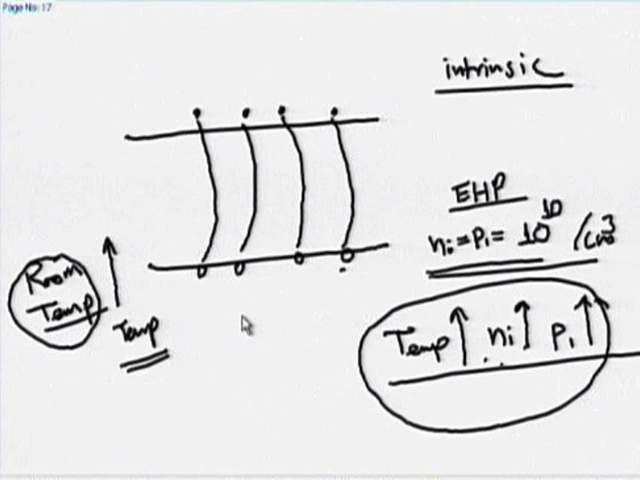 Page No: 17
intrinsic
EHP
ni = pi = 10^10 /cm^3
Room
Temp ↑
Temp
Temp ↑ ni ↑ pi ↑